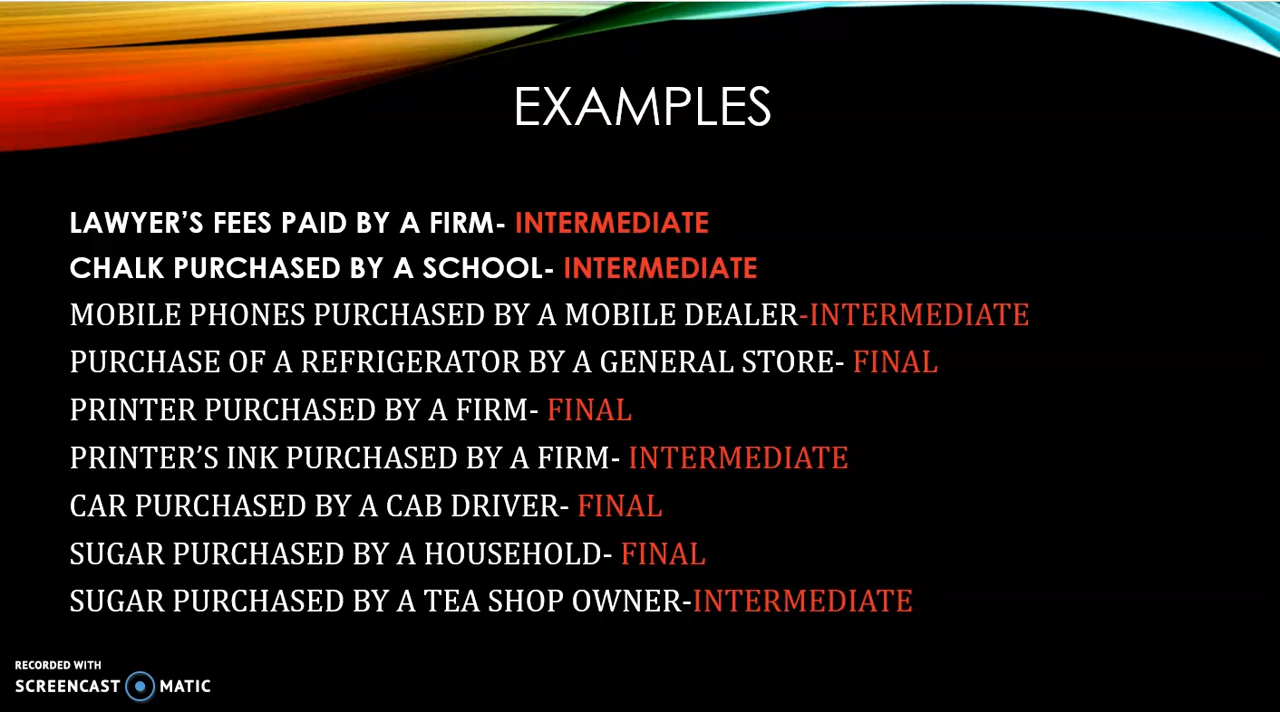 EXAMPLES
LAWYER’S FEES PAID BY A FIRM- INTERMEDIATE
CHALK PURCHASED BY A SCHOOL- INTERMEDIATE
MOBILE PHONES PURCHASED BY A MOBILE DEALER-INTERMEDIATE
PURCHASE OF A REFRIGERATOR BY A GENERAL STORE- FINAL
PRINTER PURCHASED BY A FIRM- FINAL
PRINTER’S INK PURCHASED BY A FIRM- INTERMEDIATE
CAR PURCHASED BY A CAB DRIVER- FINAL
SUGAR PURCHASED BY A HOUSEHOLD- FINAL
SUGAR PURCHASED BY A TEA SHOP OWNER-INTERMEDIATE
RECORDED WITH
SCREENCAST MATIC